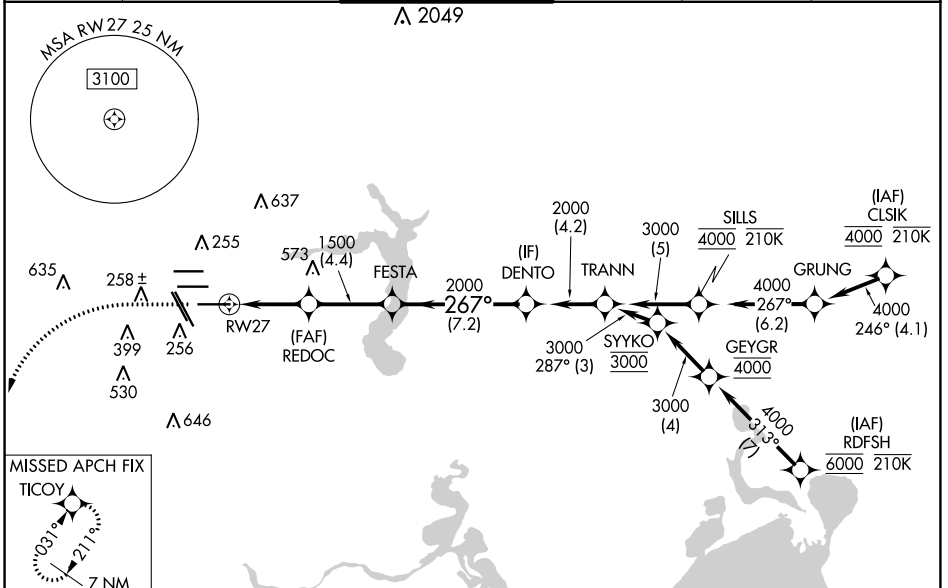 2049
MSA RW27 25 NM
3100
637
255
635
258 ±
573
1500
(4.4)
FESTA
2000
267°
(7.2)
(IF)
DENTO
2000
(4.2)
TRANN
3000
(5)
SILLS
4000 210K
4000
267°
(6.2)
GRUNG
(IAF)
CLSIK
4000 210K
4000
246° (4.1)
RW27
(FAF)
REDOC
399
256
530
646
3000
287° (3)
SYYKO
3000
GEYGR
4000
3000
(4)
4000
313°
(7)
(IAF)
RDFSH
6000 210K
MISSED APCH FIX
TICOY
031°
211°
7 NM